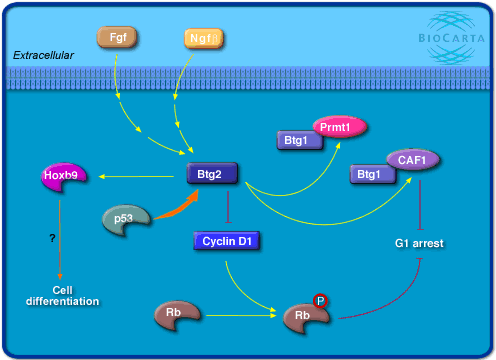 BIOCARTA
Fgf
Ngf
Extracellular
Prmt1
Btg1
CAF1
Btg1
Hoxb9
Btg2
p53
?
Cyclin D1
G1 arrest
Cell
differentiation
P
Rb
Rb